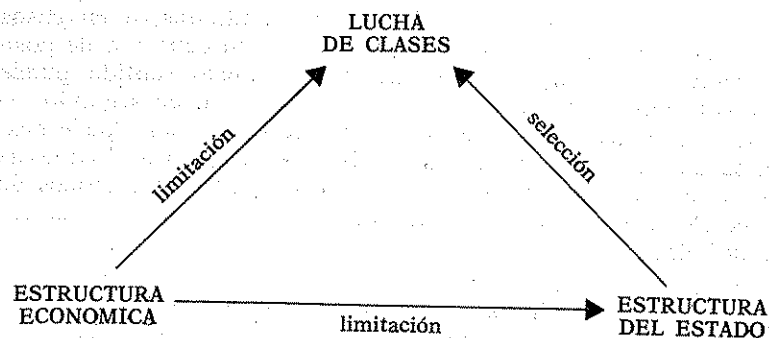 LUCHA
DE CLASES
limitación
selección
ESTRUCTURA
ECONOMICA
limitación
ESTRUCTURA
DEL ESTADO